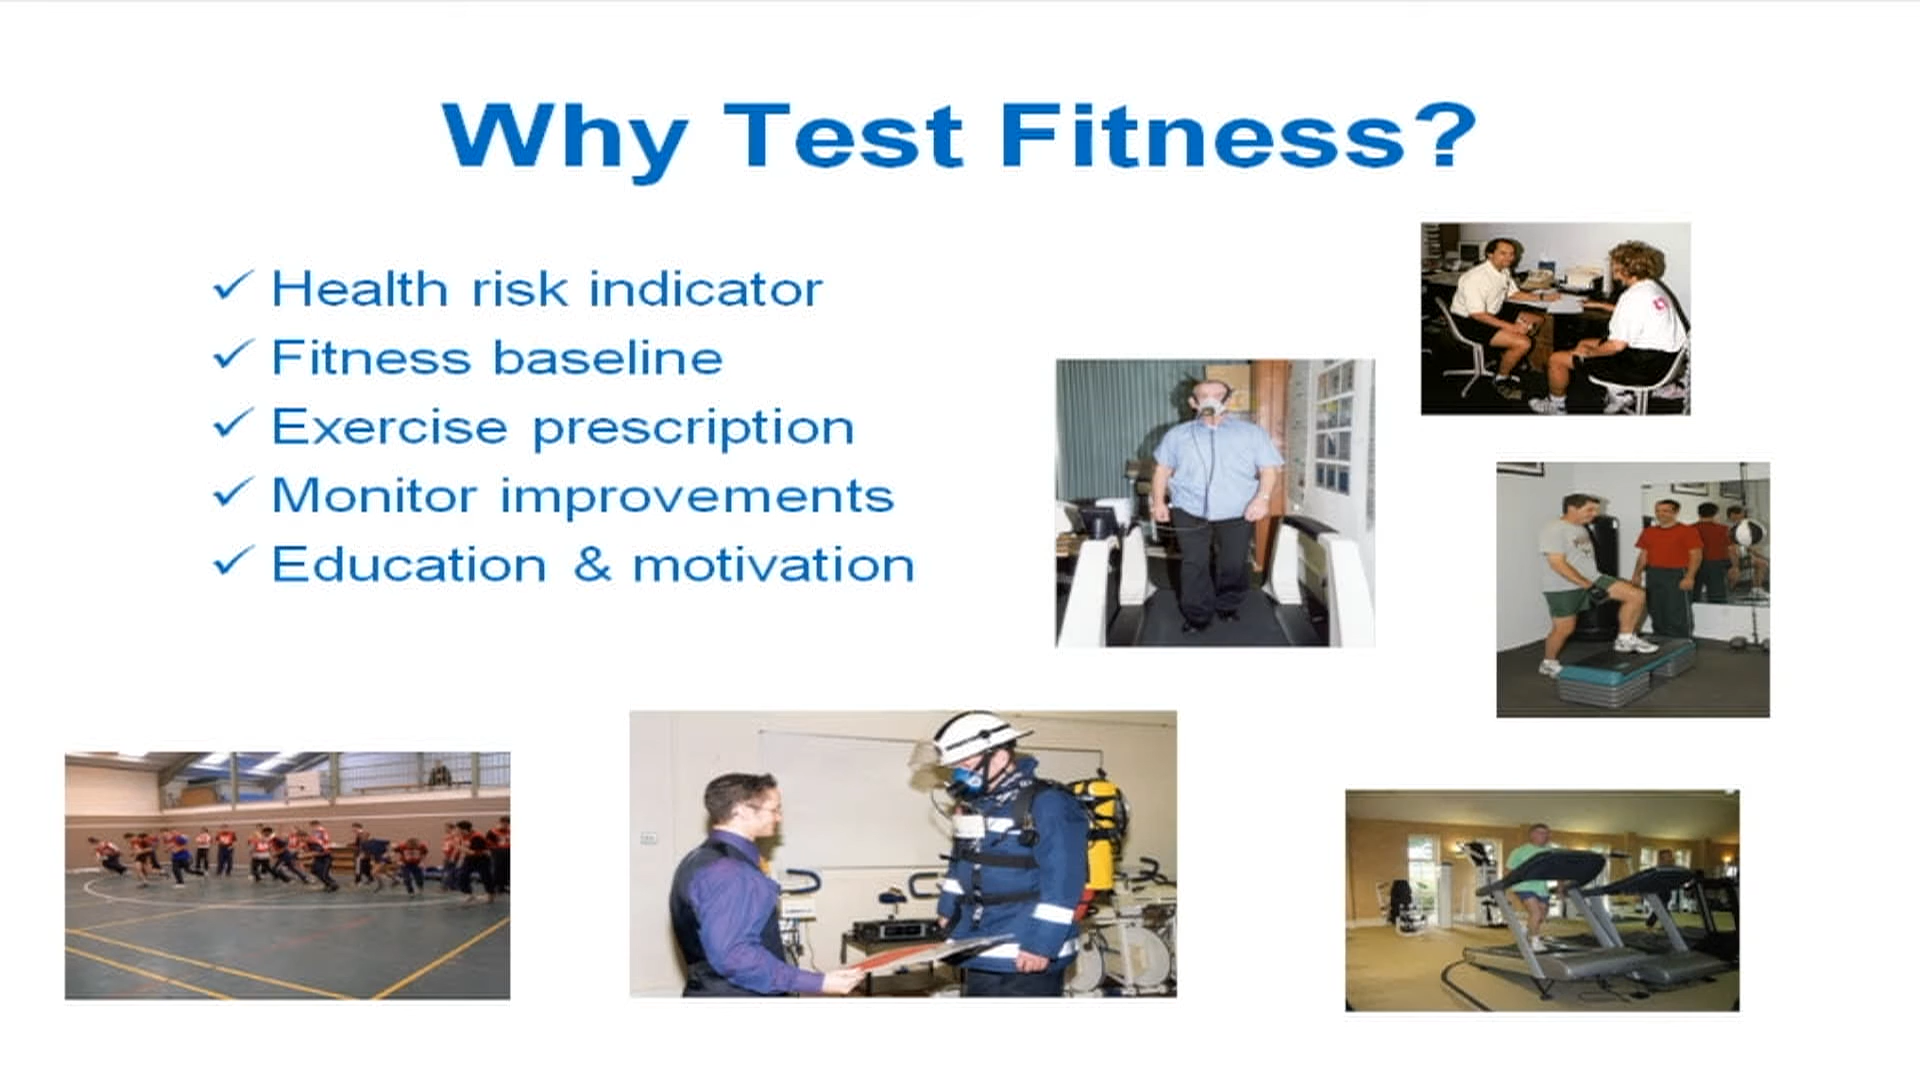 Why Test Fitness?
✓ Health risk indicator
✓ Fitness baseline
✓ Exercise prescription
✓ Monitor improvements
✓ Education & motivation